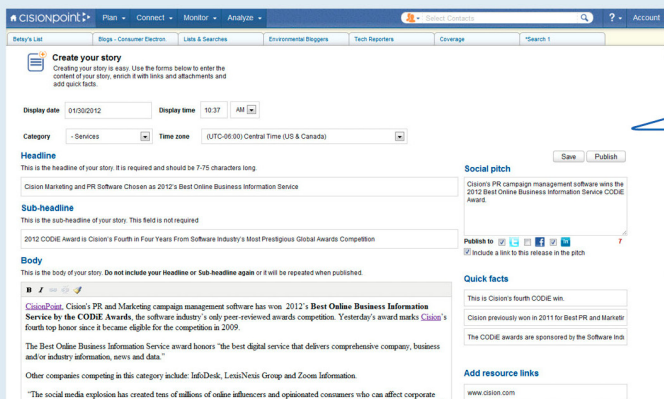 CISIONPOINT Plan Connect Monitor Analyze Select Contacts ? Account
Betsy's List Blogs - Consumer Electron Lists & Searches Environmental Bloggers Tech Reporters Coverage *Search 1
Create your story
Creating your story is easy. Use the forms below to enter the
content of your story, enrich it with links and attachments and
add quick facts.
Display date 01/30/2012 Display time 10:37 AM
Category - Services Time zone (UTC-06:00) Central Time (US & Canada)
Save Publish
Headline
This is the headline of your story. It is required and should be 7-75 characters long.
Cision Marketing and PR Software Chosen as 2012's Best Online Business Information Service
Sub-headline
This is the sub-headline of your story. This field is not required
2012 CODiE Award is Cision's Fourth in Four Years From Software Industry's Most Prestigious Global Awards Competition
Body
This is the body of your story. Do not include your Headline or Sub-headline again or it will be repeated when published.
B I
CisionPoint, Cision's PR and Marketing campaign management software has won 2012's Best Online Business Information
Service by the CODiE Awards, the software industry's only peer-reviewed awards competition. Yesterday's award marks Cision's
fourth top honor since it became eligible for the competition in 2009.
The Best Online Business Information Service award honors "the best digital service that delivers comprehensive company, business
and/or industry information, news and data."
Other companies competing in this category include: InfoDesk, LexisNexis Group and Zoom Information.
"The social media explosion has created tens of millions of online influencers and opinionated consumers who can affect corporate
Social pitch
Cision's PR campaign management software wins the
2012 Best Online Business Information Service CODiE
Award.
Publish to 7
Include a link to this release in the pitch
Quick facts
This is Cision's fourth CODiE win.
Cision previously won in 2011 for Best PR and Marketin
The CODiE awards are sponsored by the Software Indu
Add resource links
www.cision.com